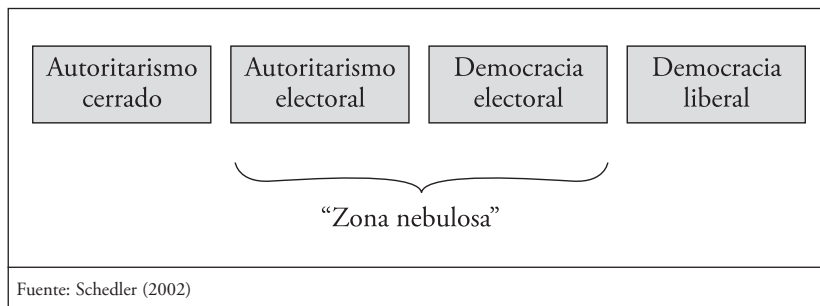 Autoritarismo cerrado
Autoritarismo electoral
Democracia electoral
Democracia liberal
“Zona nebulosa”
Fuente: Schedler (2002)